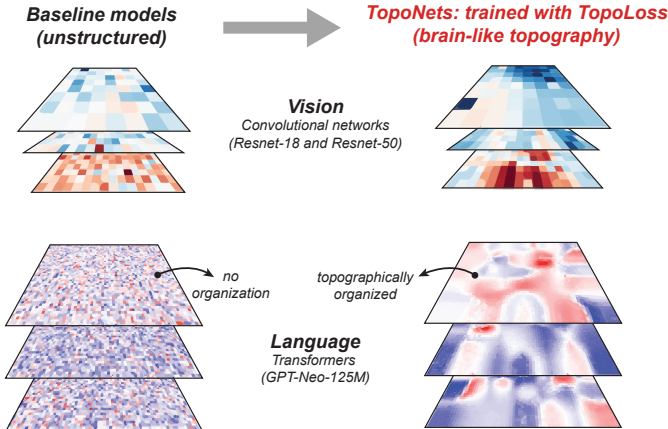 Baseline models
(unstructured)
TopoNets: trained with TopoLoss
(brain-like topography)
Vision
Convolutional networks
(Resnet-18 and Resnet-50)
no
organization
topographically
organized
Language
Transformers
(GPT-Neo-125M)